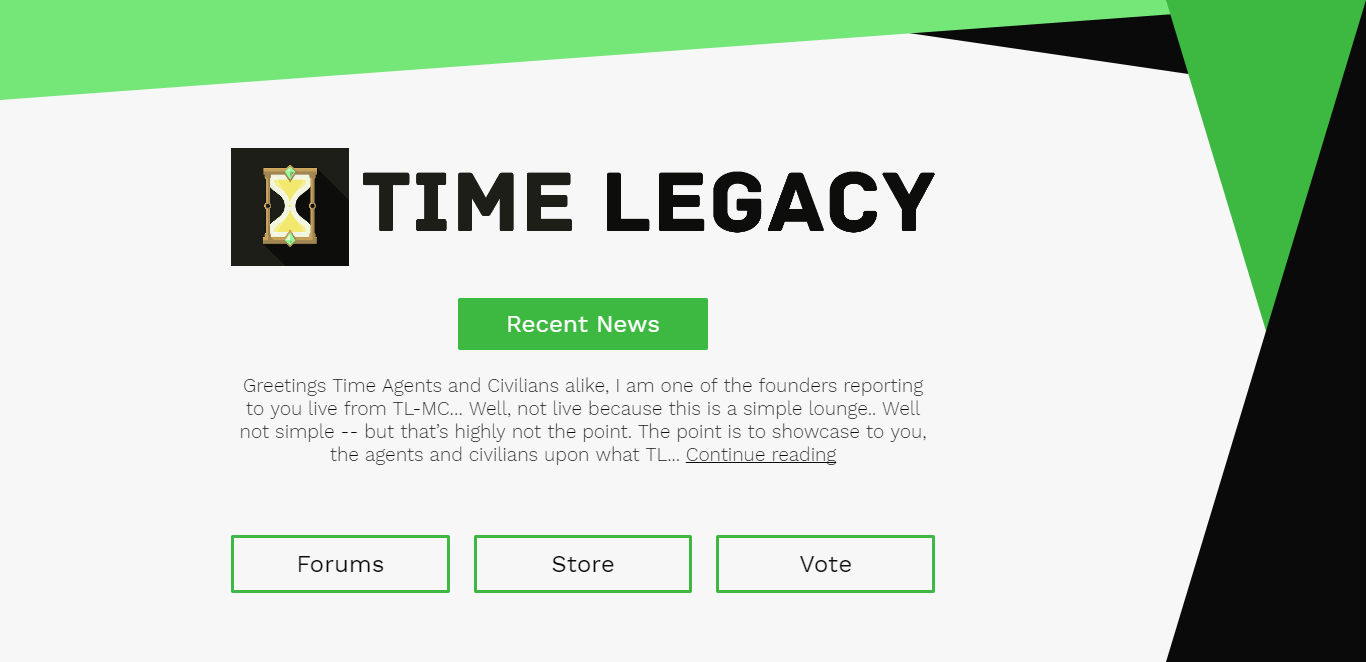 TIME LEGACY
Recent News
Greetings Time Agents and Civilians alike, I am one of the founders reporting
to you live from TL-MC... Well, not live because this is a simple lounge.. Well
not simple -- but that’s highly not the point. The point is to showcase to you,
the agents and civilians upon what TL... Continue reading
Forums
Store
Vote